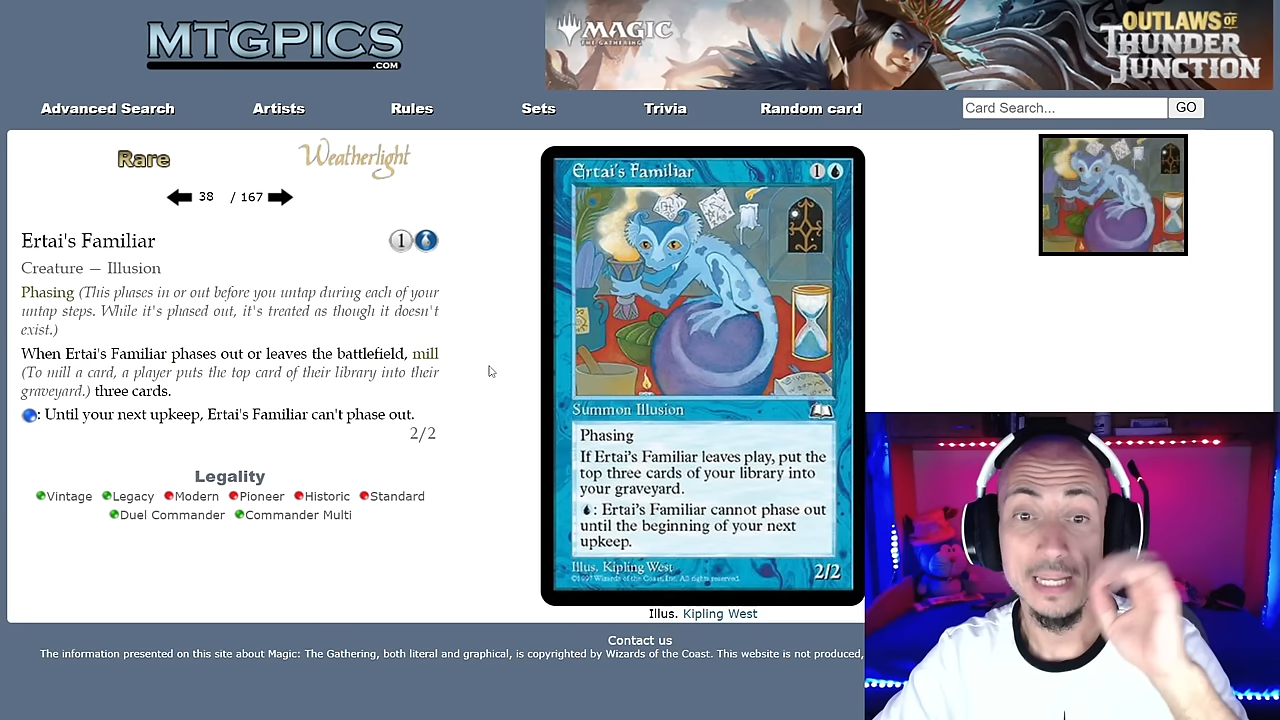 MTGPICS
.COM
MAGIC
THE GATHERING
OUTLAWS OF
THUNDER
JUNCTION
Advanced Search Artists Rules Sets Trivia Random card Card Search... GO
Rare Weatherlight
38 / 167
Ertai's Familiar 1
Creature — Illusion
Phasing (This phases in or out before you untap during each of your
untap steps. While it's phased out, it's treated as though it doesn't
exist.)
When Ertai's Familiar phases out or leaves the battlefield, mill
(To mill a card, a player puts the top card of their library into their
graveyard.) three cards.
: Until your next upkeep, Ertai's Familiar can't phase out.
2/2
Legality
Vintage Legacy Modern Pioneer Historic Standard
Duel Commander Commander Multi
Ertai's Familiar 1
Summon Illusion
Phasing
If Ertai's Familiar leaves play, put the
top three cards of your library into
your graveyard.
: Ertai's Familiar cannot phase out
until the beginning of your next
upkeep.
Illus. Kipling West
©1997 Wizards of the Coast, Inc. All rights reserved.
2/2
Illus. Kipling West
Contact us
The information presented on this site about Magic: The Gathering, both literal and graphical, is copyrighted by Wizards of the Coast. This website is not produced,